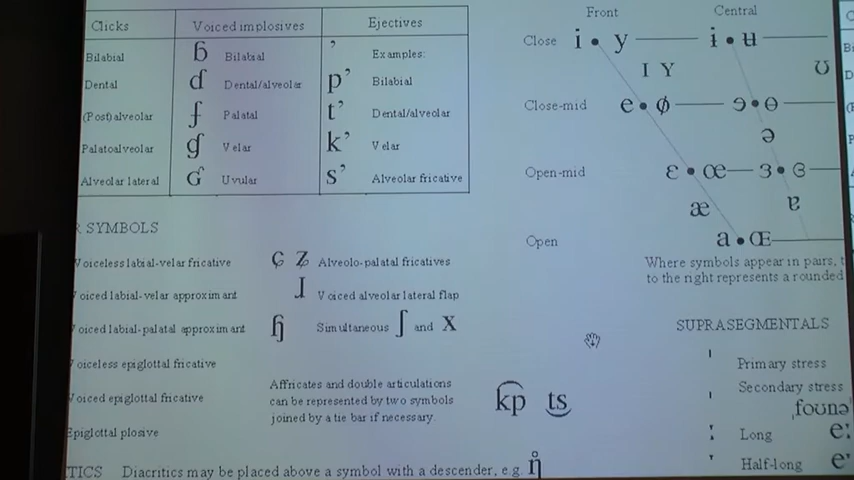 Clicks Voiced implosives Ejectives
Bilabial ɓ Bilabial ʼ Examples:
Dental ɗ Dental/alveolar pʼ Bilabial
(Post)alveolar ʄ Palatal tʼ Dental/alveolar
Palatoalveolar ɠ Velar kʼ Velar
Alveolar lateral ʛ Uvular sʼ Alveolar fricative
R SYMBOLS
Voiceless labial-velar fricative ɕ ʑ Alveolo-palatal fricatives
Voiced labial-velar approximant ɺ Voiced alveolar lateral flap
Voiced labial-palatal approximant ɧ Simultaneous ʃ and x
Voiceless epiglottal fricative
Voiced epiglottal fricative
Epiglottal plosive
Affricates and double articulations
can be represented by two symbols
joined by a tie bar if necessary.
k͡p t͜s
TICS Diacritics may be placed above a symbol with a descender, e.g. ŋ̊
Front Central
Close i • y ɨ • ʉ
ɪ ʏ ʊ
Close-mid e • ø ɘ • ɵ
ə
Open-mid ɛ • œ ɜ • ɞ
æ ɐ
Open a • ɶ
Where symbols appear in pairs, t
to the right represents a rounded
SUPRASEGMENTALS
ˈ Primary stress
ˌ Secondary stress
ˌfoʊnə
ː Long eː
ˑ Half-long eˑ